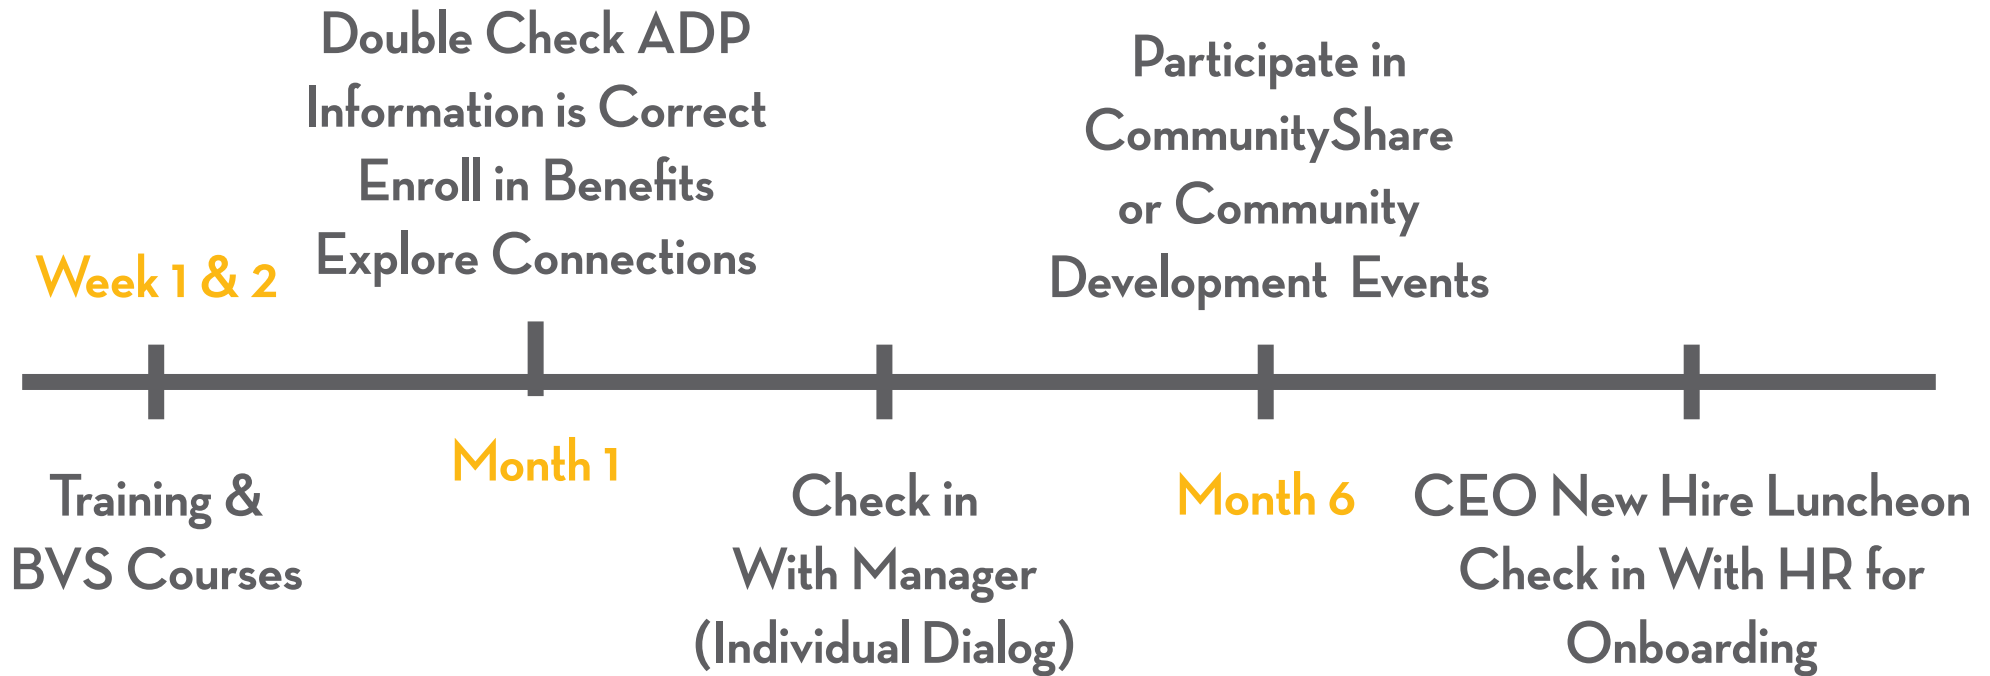 Week 1 & 2
Training &
BVS Courses
Double Check ADP
Information is Correct
Enroll in Benefits
Explore Connections
Month 1
Check in
With Manager
(Individual Dialog)
Participate in
CommunityShare
or Community
Development  Events
Month 6
CEO New Hire Luncheon
Check in With HR for
Onboarding